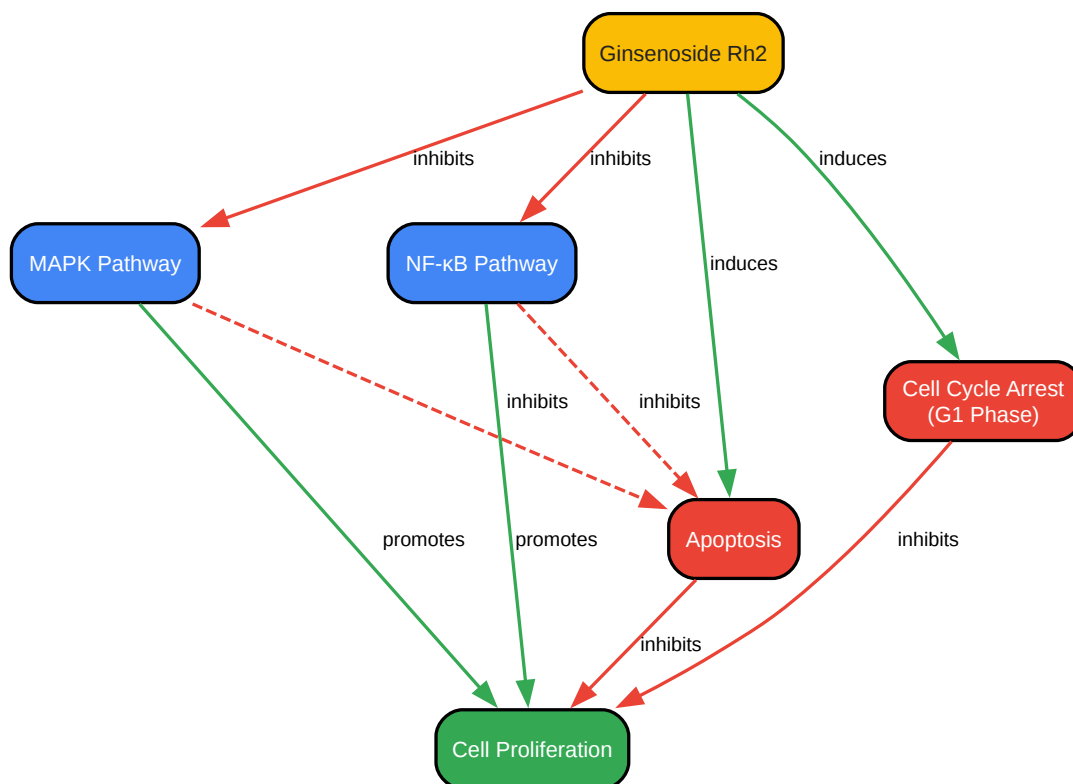 Ginsenoside Rh2
inhibits
inhibits
induces
MAPK Pathway
NF-κB Pathway
induces
Cell Cycle Arrest
(G1 Phase)
inhibits
inhibits
promotes
promotes
Apoptosis
inhibits
inhibits
Cell Proliferation